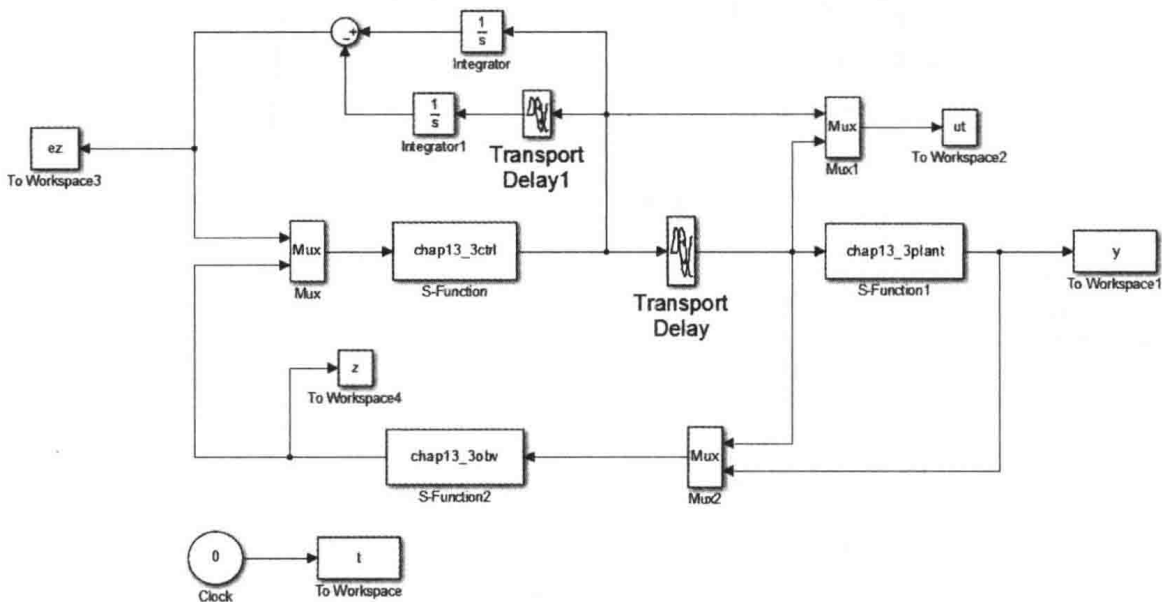 -+
1
s
Integrator
1
s
Integrator1
Transport
Delay1
Mux
Mux1
ut
To Workspace2
ez
To Workspace3
Mux
Mux
chap13_3ctrl
S-Function
Transport
Delay
chap13_3plant
S-Function1
y
To Workspace1
z
To Workspace4
chap13_3obv
S-Function2
Mux
Mux2
0
Clock
t
To Workspace